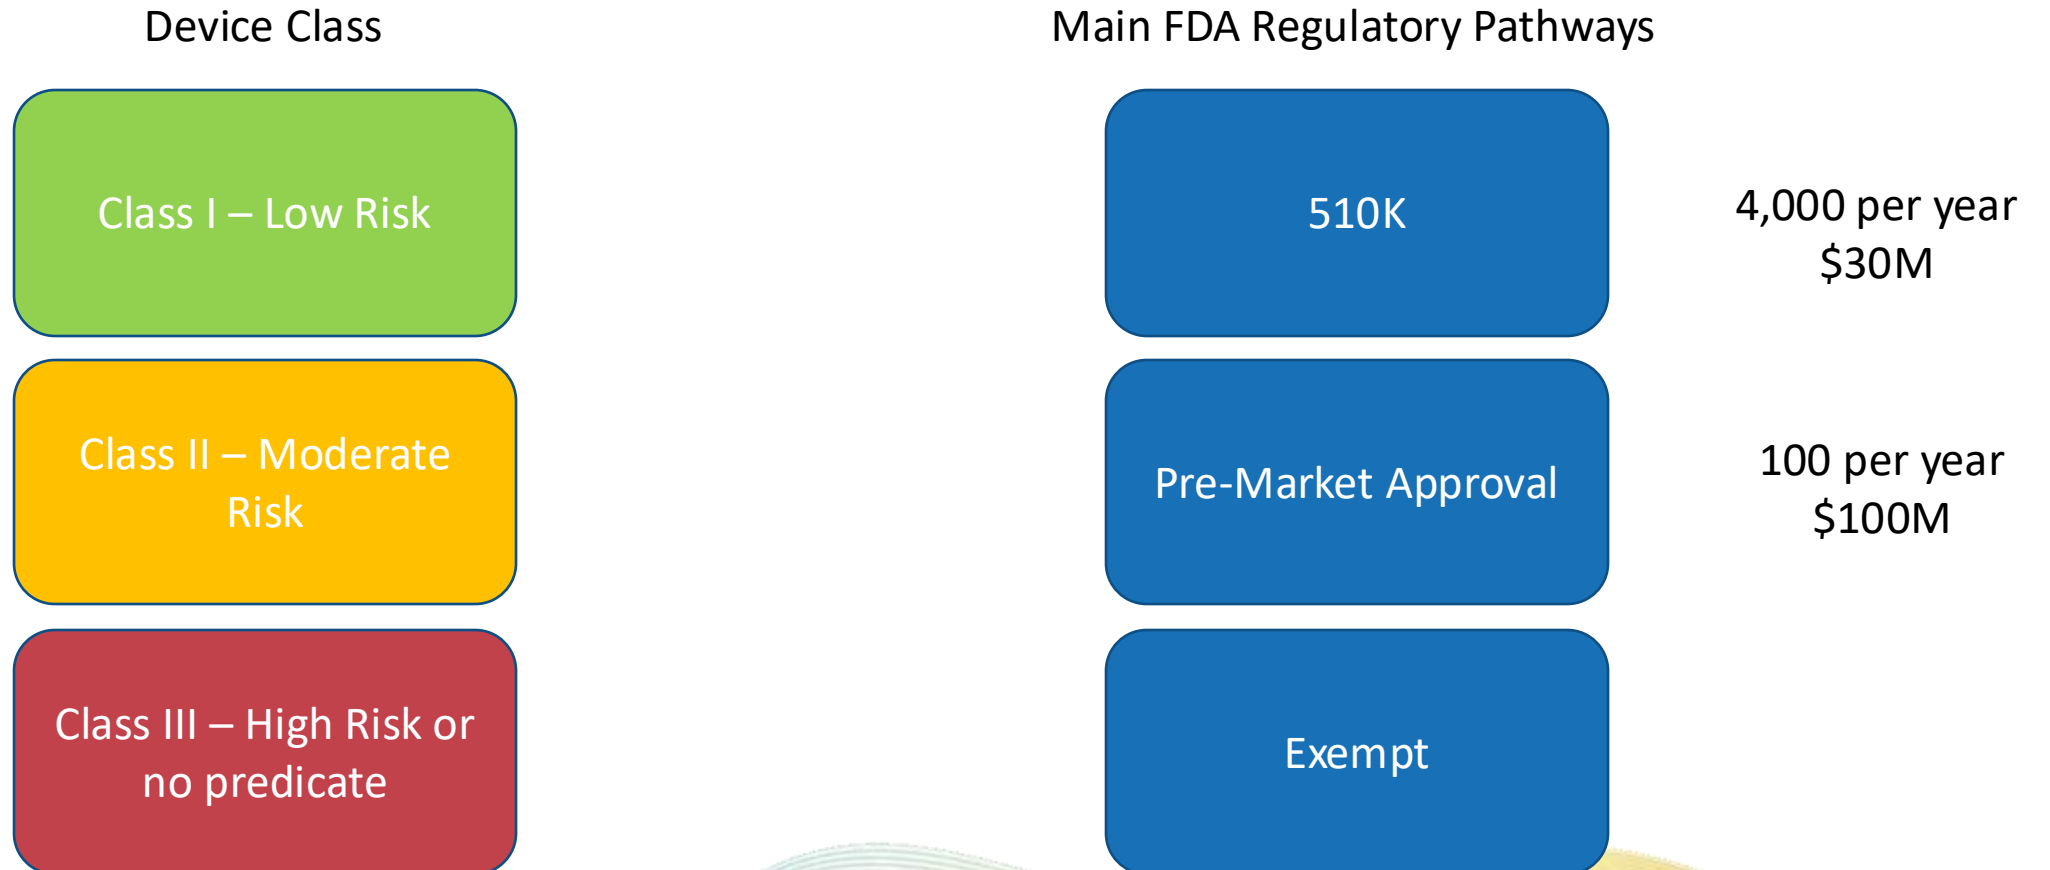 Device Class
Main FDA Regulatory Pathways
Class I – Low Risk
510K
4,000 per year
$30M
Class II – Moderate
Risk
Pre-Market Approval
100 per year
$100M
Class III – High Risk or
no predicate
Exempt